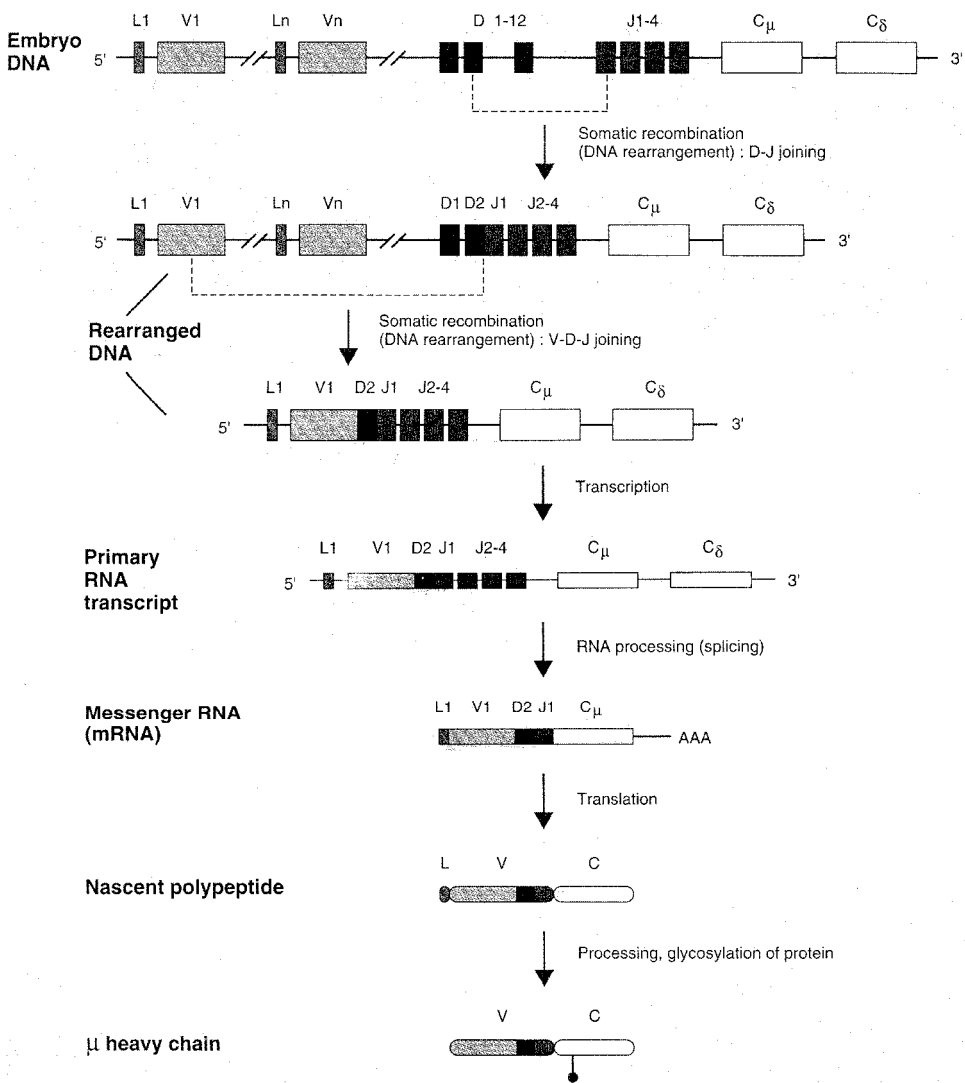 L1 V1 Ln Vn D 1-12 J1-4 Cμ Cδ
Embryo
DNA
5' 3'
Somatic recombination
(DNA rearrangement) : D-J joining
L1 V1 Ln Vn D1 D2 J1 J2-4 Cμ Cδ
5' 3'
Rearranged
DNA
Somatic recombination
(DNA rearrangement) : V-D-J joining
L1 V1 D2 J1 J2-4 Cμ Cδ
5' 3'
Transcription
L1 V1 D2 J1 J2-4 Cμ Cδ
Primary
RNA
transcript
5' 3'
RNA processing (splicing)
L1 V1 D2 J1 Cμ
Messenger RNA
(mRNA)
AAA
Translation
L V C
Nascent polypeptide
Processing, glycosylation of protein
V C
μ heavy chain